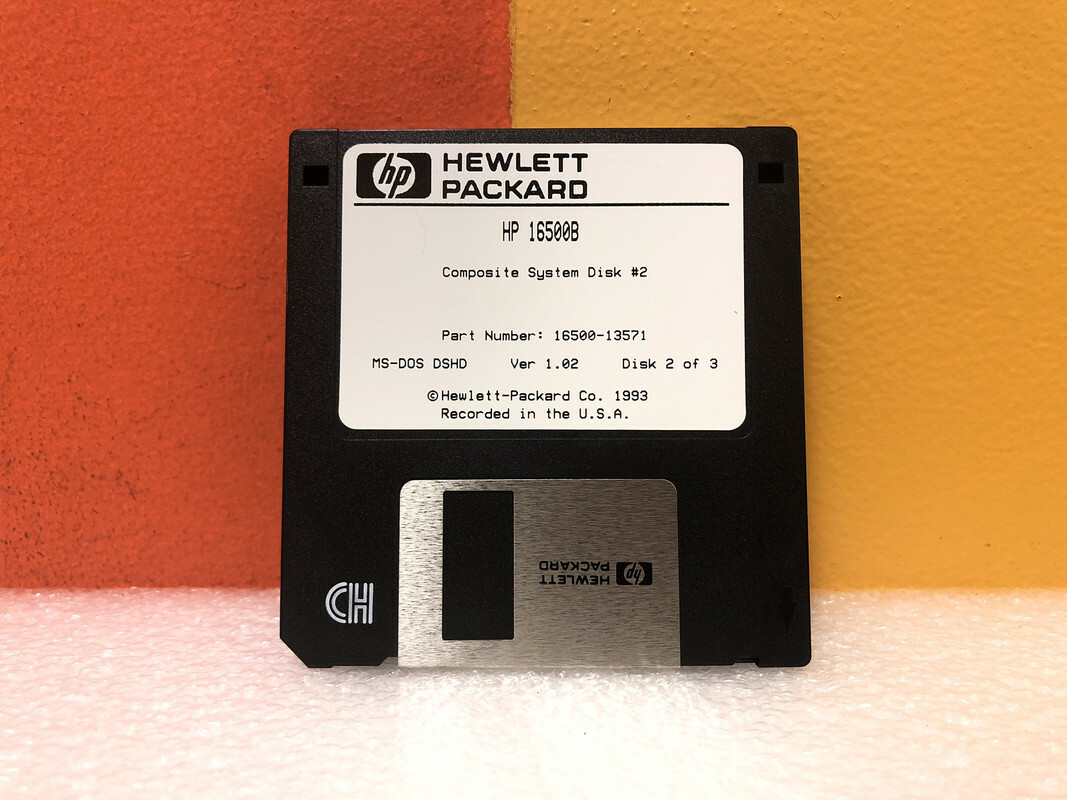 hp HEWLETT
PACKARD
HP 16500B
Composite System Disk #2
Part Number: 16500-13571
MS-DOS DSHD Ver 1.02 Disk 2 of 3
©Hewlett-Packard Co. 1993
Recorded in the U.S.A.
hp HEWLETT
PACKARD
CH